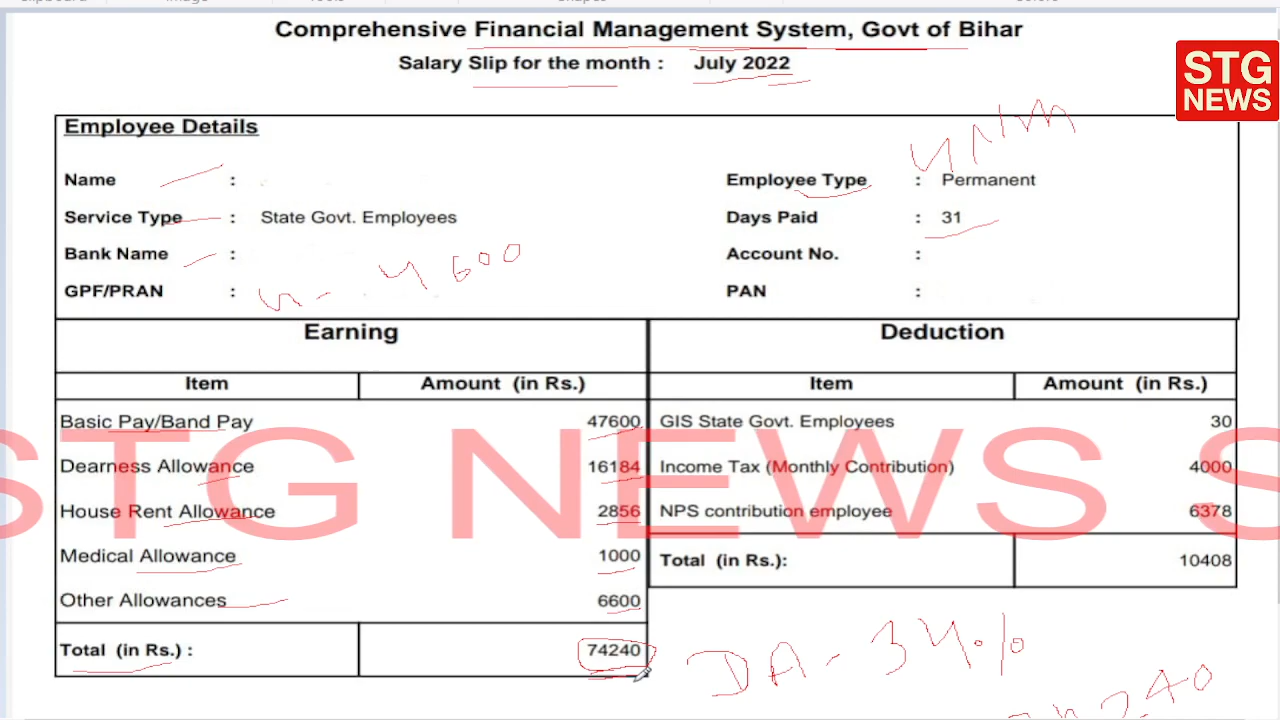 Comprehensive Financial Management System, Govt of Bihar
Salary Slip for the month : July 2022
STG
NEWS
Employee Details
Name :
Employee Type : Permanent
Service Type : State Govt. Employees
Days Paid : 31
Bank Name :
Account No. :
4600
GPF/PRAN :
PAN :
Earning Deduction
Item Amount (in Rs.) Item Amount (in Rs.)
Basic Pay/Band Pay 47600 GIS State Govt. Employees 30
Dearness Allowance 16184 Income Tax (Monthly Contribution) 4000
House Rent Allowance 2856 NPS contribution employee 6378
STG NEWS S
Medical Allowance 1000 Total (in Rs.): 10408
Other Allowances 6600
Total (in Rs.) : 74240
DA - 34%